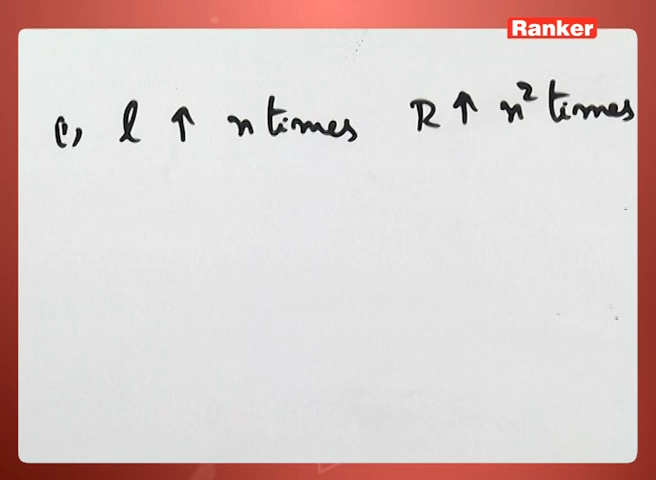 Ranker
c, l ↑ n times R ↑ n² times